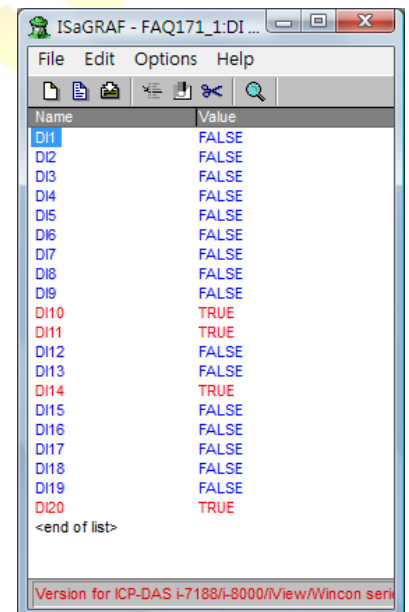 ISaGRAF - FAQ171_1:DI ...
File Edit Options Help
Name Value
DI1 FALSE
DI2 FALSE
DI3 FALSE
DI4 FALSE
DI5 FALSE
DI6 FALSE
DI7 FALSE
DI8 FALSE
DI9 FALSE
DI10 TRUE
DI11 TRUE
DI12 FALSE
DI13 FALSE
DI14 TRUE
DI15 FALSE
DI16 FALSE
DI17 FALSE
DI18 FALSE
DI19 FALSE
DI20 TRUE
<end of list>
Version for ICP-DAS i-7188/i-8000/iView/Wincon seri